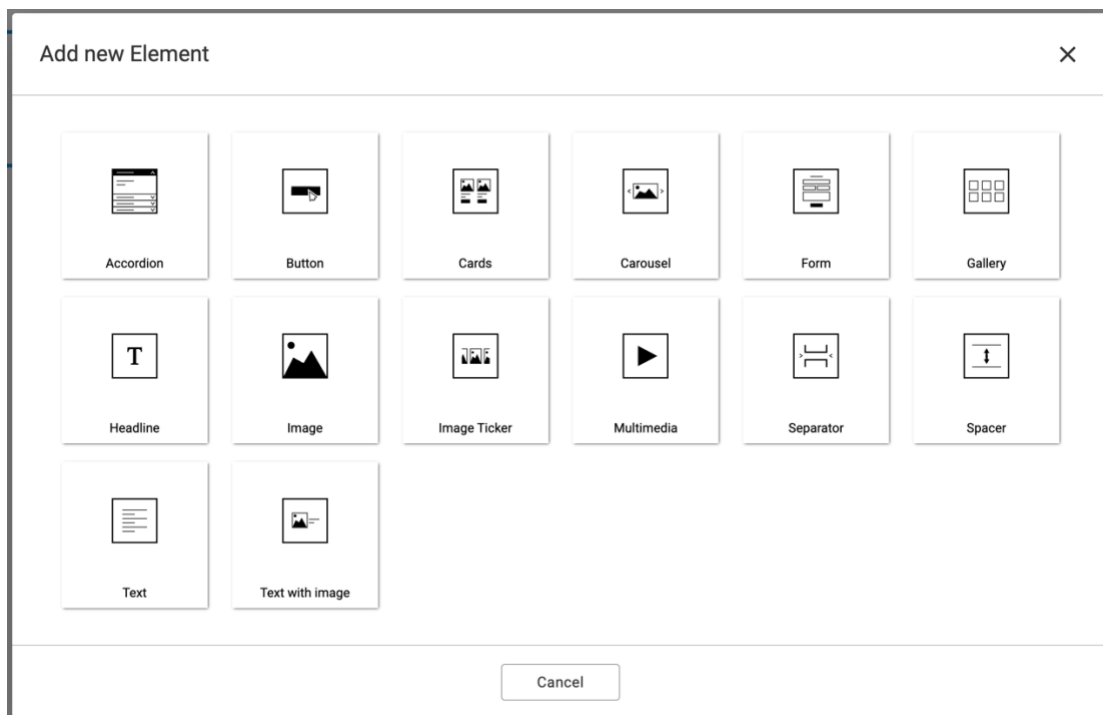 Add new Element
Accordion
Button
Cards
Carousel
Form
Gallery
T
Headline
Image
Image Ticker
Multimedia
Separator
Spacer
Text
Text with image
Cancel